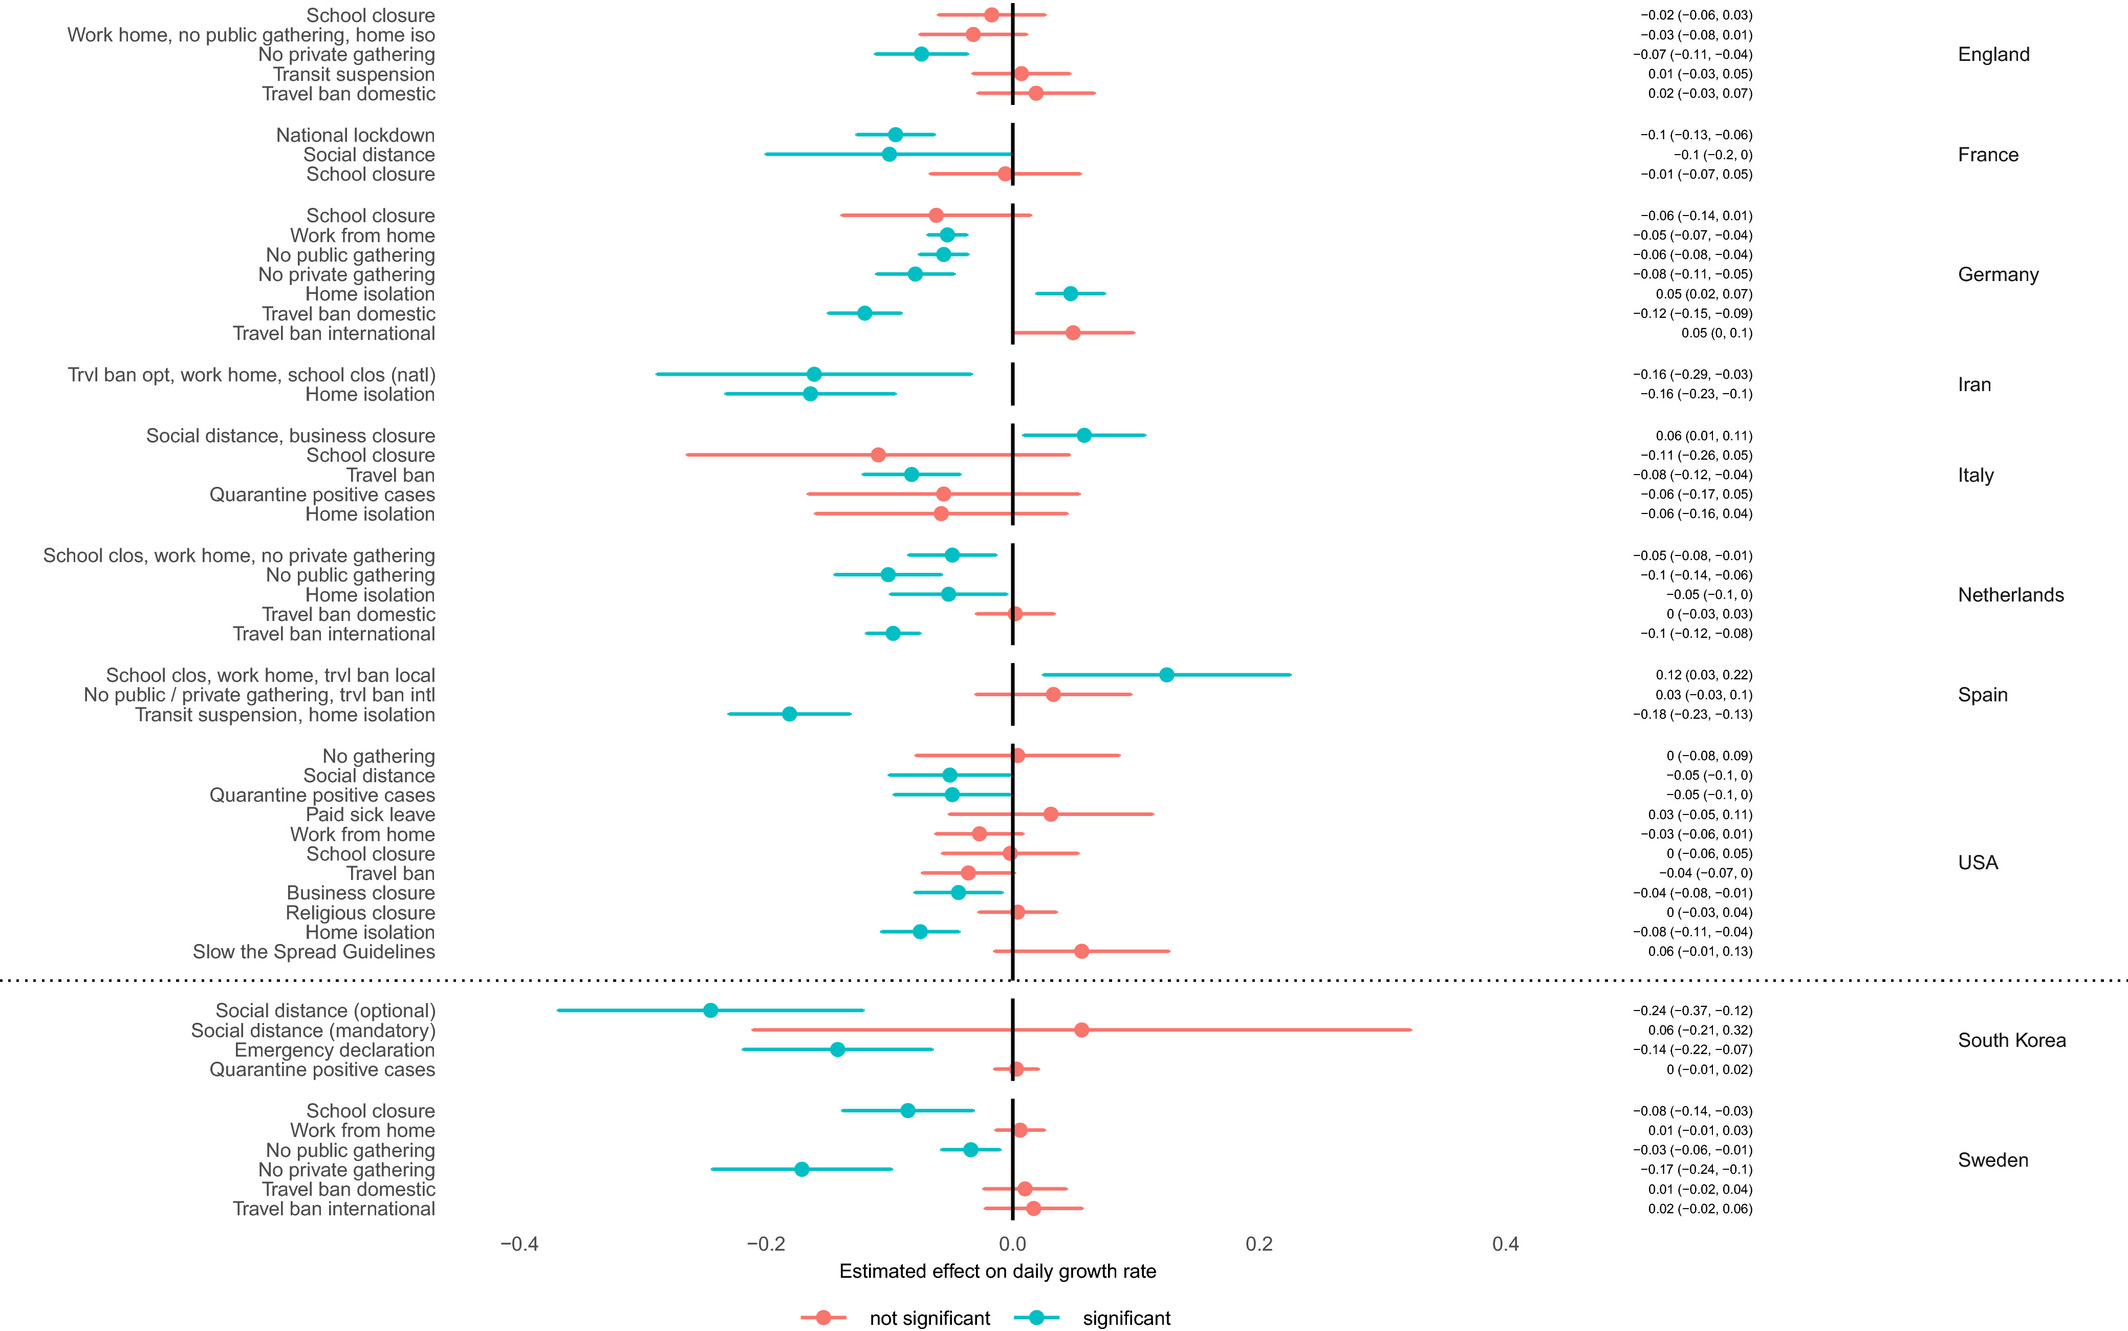 School closure −0.02 (−0.06, 0.03)
Work home, no public gathering, home iso −0.03 (−0.08, 0.01)
No private gathering −0.07 (−0.11, −0.04) England
Transit suspension 0.01 (−0.03, 0.05)
Travel ban domestic 0.02 (−0.03, 0.07)
National lockdown −0.1 (−0.13, −0.06)
Social distance −0.1 (−0.2, 0) France
School closure −0.01 (−0.07, 0.05)
School closure −0.06 (−0.14, 0.01)
Work from home −0.05 (−0.07, −0.04)
No public gathering −0.06 (−0.08, −0.04)
No private gathering −0.08 (−0.11, −0.05) Germany
Home isolation 0.05 (0.02, 0.07)
Travel ban domestic −0.12 (−0.15, −0.09)
Travel ban international 0.05 (0, 0.1)
Trvl ban opt, work home, school clos (natl) −0.16 (−0.29, −0.03)
Iran
Home isolation −0.16 (−0.23, −0.1)
Social distance, business closure 0.06 (0.01, 0.11)
School closure −0.11 (−0.26, 0.05)
Travel ban −0.08 (−0.12, −0.04) Italy
Quarantine positive cases −0.06 (−0.17, 0.05)
Home isolation −0.06 (−0.16, 0.04)
School clos, work home, no private gathering −0.05 (−0.08, −0.01)
No public gathering −0.1 (−0.14, −0.06)
Home isolation −0.05 (−0.1, 0) Netherlands
Travel ban domestic 0 (−0.03, 0.03)
Travel ban international −0.1 (−0.12, −0.08)
School clos, work home, trvl ban local 0.12 (0.03, 0.22)
No public / private gathering, trvl ban intl 0.03 (−0.03, 0.1) Spain
Transit suspension, home isolation −0.18 (−0.23, −0.13)
No gathering 0 (−0.08, 0.09)
Social distance −0.05 (−0.1, 0)
Quarantine positive cases −0.05 (−0.1, 0)
Paid sick leave 0.03 (−0.05, 0.11)
Work from home −0.03 (−0.06, 0.01)
School closure 0 (−0.06, 0.05)
USA
Travel ban −0.04 (−0.07, 0)
Business closure −0.04 (−0.08, −0.01)
Religious closure 0 (−0.03, 0.04)
Home isolation −0.08 (−0.11, −0.04)
Slow the Spread Guidelines 0.06 (−0.01, 0.13)
Social distance (optional) −0.24 (−0.37, −0.12)
Social distance (mandatory) 0.06 (−0.21, 0.32)
South Korea
Emergency declaration −0.14 (−0.22, −0.07)
Quarantine positive cases 0 (−0.01, 0.02)
School closure −0.08 (−0.14, −0.03)
Work from home 0.01 (−0.01, 0.03)
No public gathering −0.03 (−0.06, −0.01)
Sweden
No private gathering −0.17 (−0.24, −0.1)
Travel ban domestic 0.01 (−0.02, 0.04)
Travel ban international 0.02 (−0.02, 0.06)
−0.4 −0.2 0.0 0.2 0.4
Estimated effect on daily growth rate
not significant significant